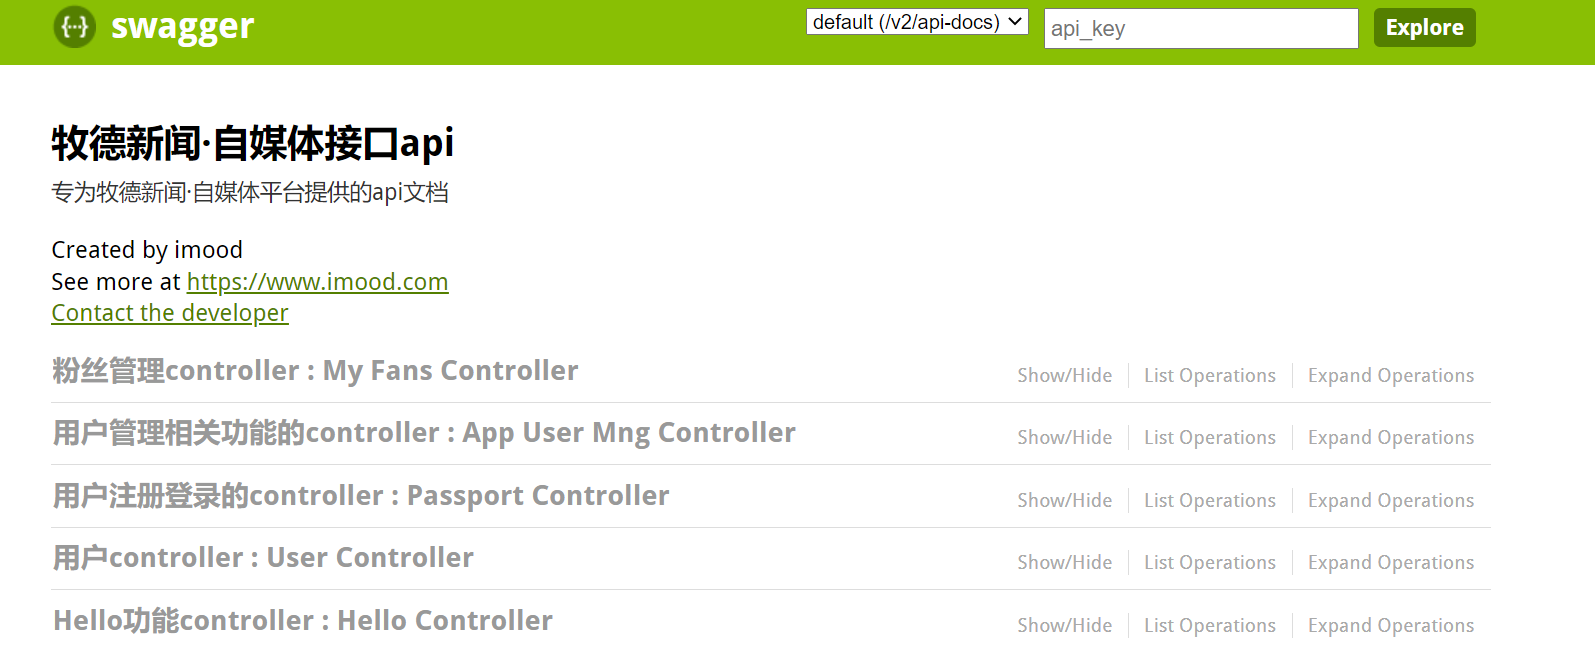 swagger
default (/v2/api-docs)
api_key
Explore
牧德新闻·自媒体接口api
专为牧德新闻·自媒体平台提供的api文档
Created by imood
See more at https://www.imood.com
Contact the developer
粉丝管理controller : My Fans Controller
Show/Hide
List Operations
Expand Operations
用户管理相关功能的controller : App User Mng Controller
Show/Hide
List Operations
Expand Operations
用户注册登录的controller : Passport Controller
Show/Hide
List Operations
Expand Operations
用户controller : User Controller
Show/Hide
List Operations
Expand Operations
Hello功能controller : Hello Controller
Show/Hide
List Operations
Expand Operations